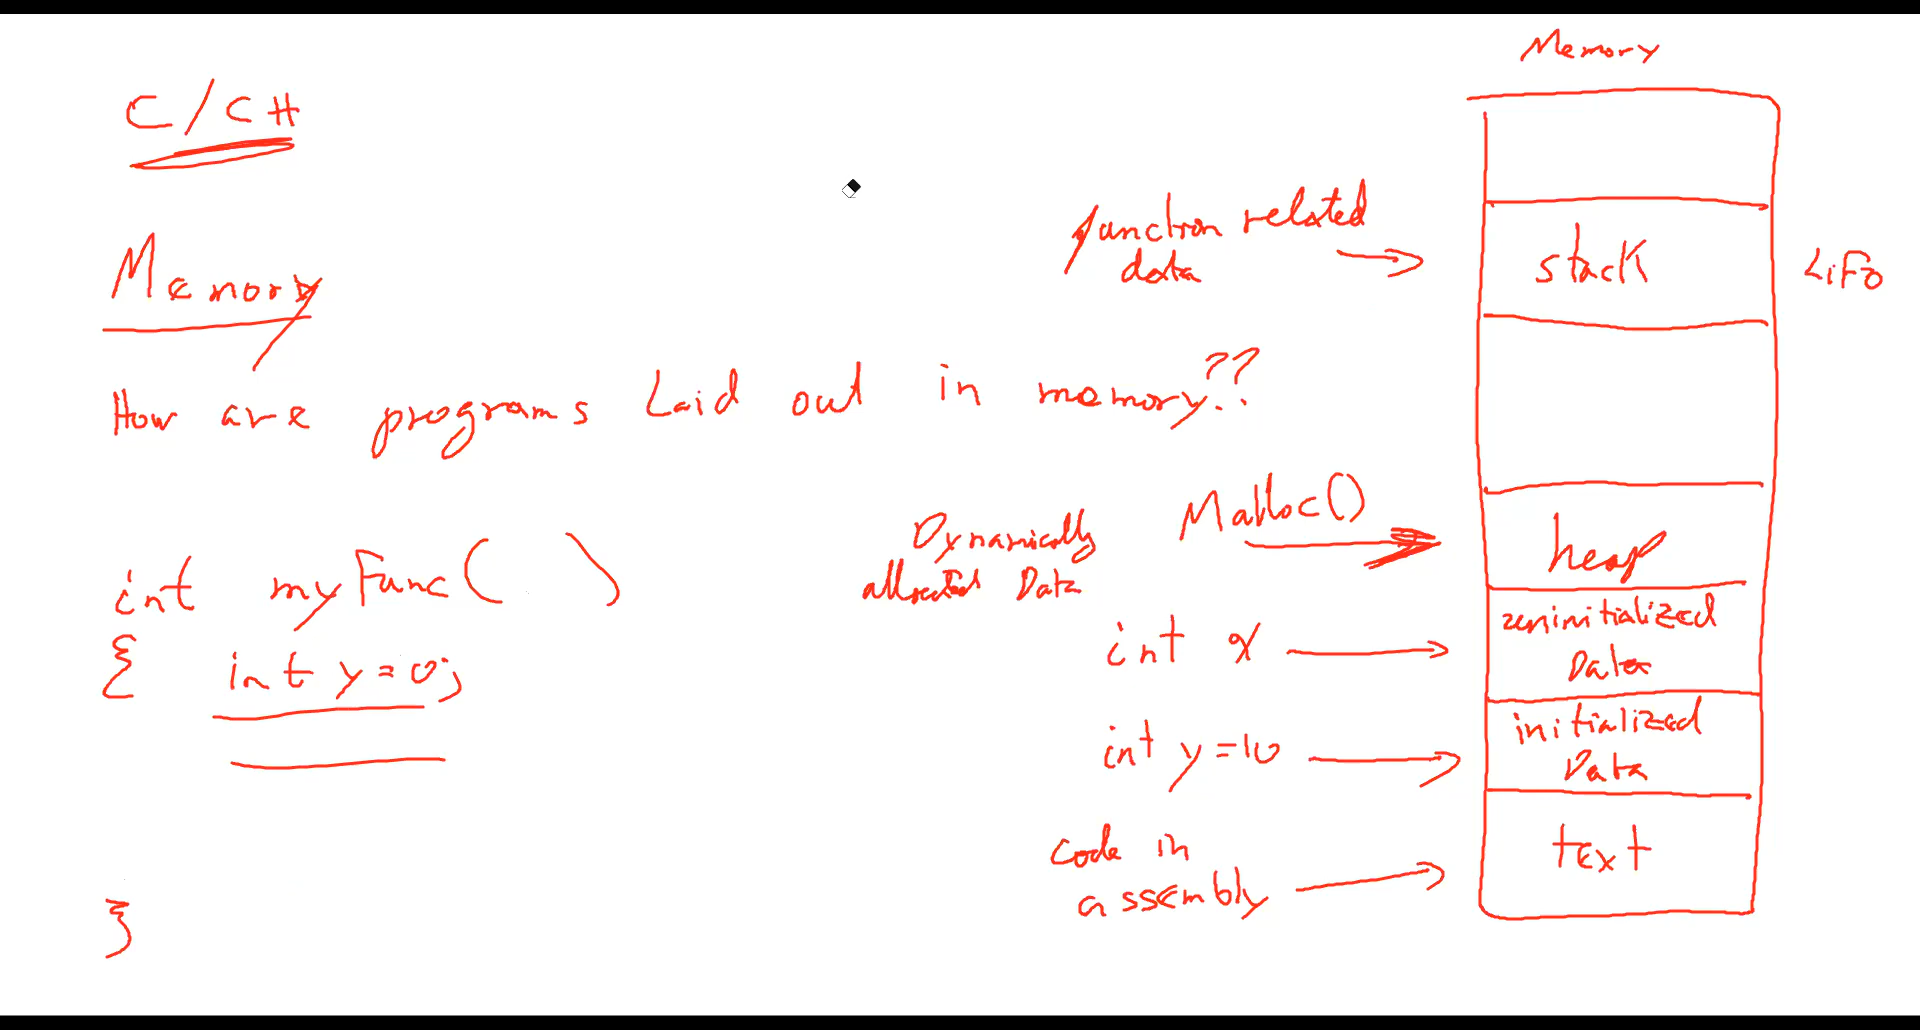 C/C++
Memory
How are programs Laid out in memory??
int myFunc( )
{
int y=0;
}
Memory
function related
data
stack
LiFo
Malloc()
Dynamically
allocated Data
heap
int x
uninitialized
Data
int y=10
initialized
Data
code in
assembly
text